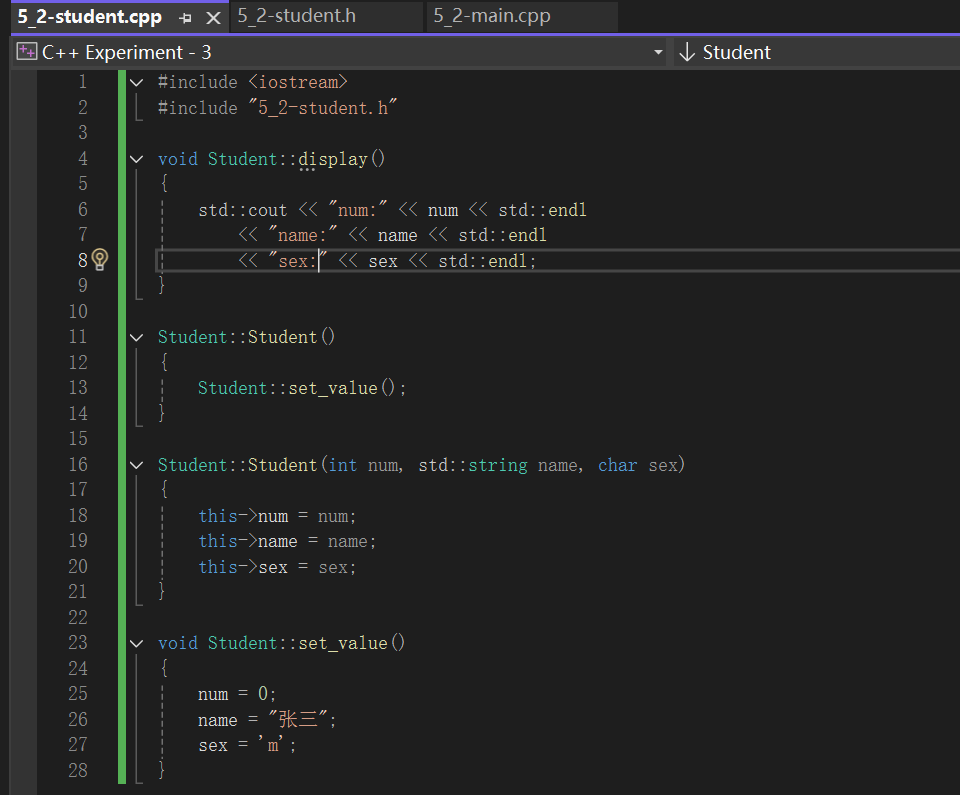 5_2-student.cpp 5_2-student.h 5_2-main.cpp
C++ Experiment - 3 Student
1 #include <iostream>
2 #include "5_2-student.h"
3
4 void Student::display()
5 {
6 std::cout << "num:" << num << std::endl
7 << "name:" << name << std::endl
8 << "sex:" << sex << std::endl;
9 }
10
11 Student::Student()
12 {
13 Student::set_value();
14 }
15
16 Student::Student(int num, std::string name, char sex)
17 {
18 this->num = num;
19 this->name = name;
20 this->sex = sex;
21 }
22
23 void Student::set_value()
24 {
25 num = 0;
26 name = "张三";
27 sex = 'm';
28 }